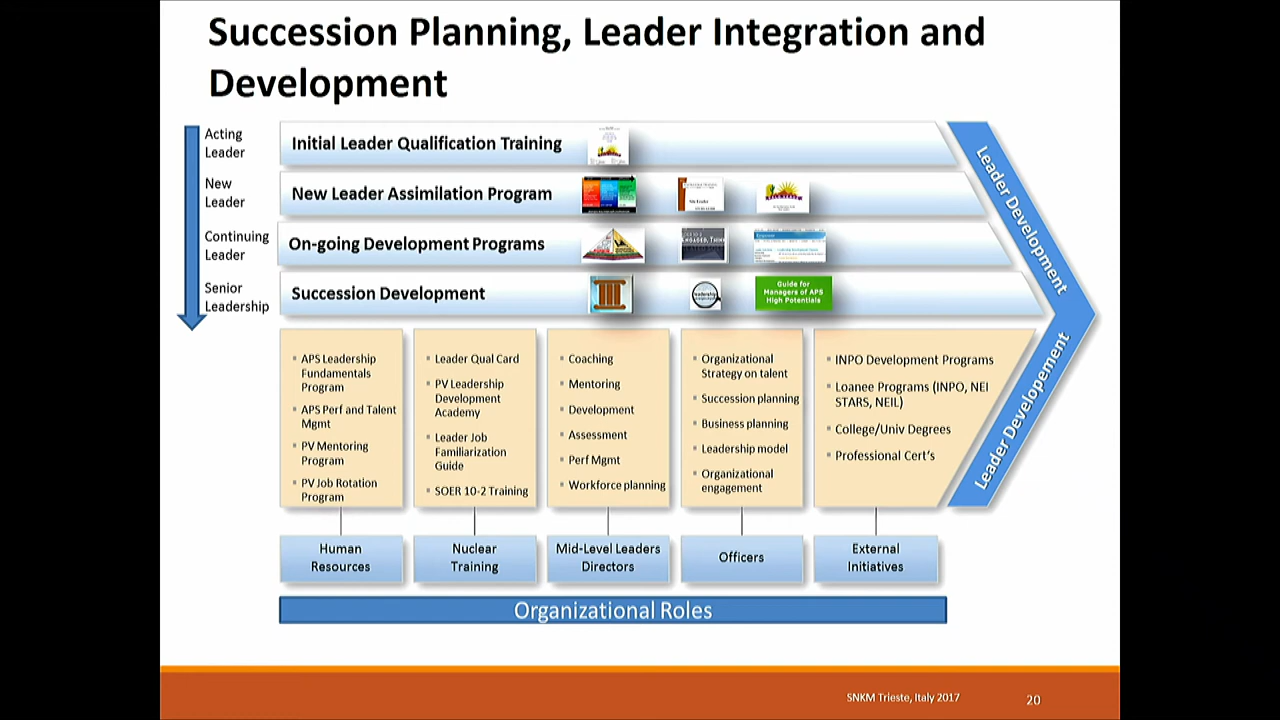 Succession Planning, Leader Integration and
Development
Acting
Leader
Initial Leader Qualification Training
New
Leader
New Leader Assimilation Program
Continuing
Leader
On-going Development Programs
Senior
Leadership
Succession Development
Guide for
Managers of APS
High Potentials
Leader Development
Leader Developement
APS Leadership
Fundamentals
Program
APS Perf and Talent
Mgmt
PV Mentoring
Program
PV Job Rotation
Program
Leader Qual Card
PV Leadership
Development
Academy
Leader Job
Familiarization
Guide
SOER 10-2 Training
Coaching
Mentoring
Development
Assessment
Perf Mgmt
Workforce planning
Organizational
Strategy on talent
Succession planning
Business planning
Leadership model
Organizational
engagement
INPO Development Programs
Loanee Programs (INPO, NEI
STARS, NEIL)
College/Univ Degrees
Professional Cert's
Human
Resources
Nuclear
Training
Mid-Level Leaders
Directors
Officers
External
Initiatives
Organizational Roles
SNKM Trieste, Italy 2017
20